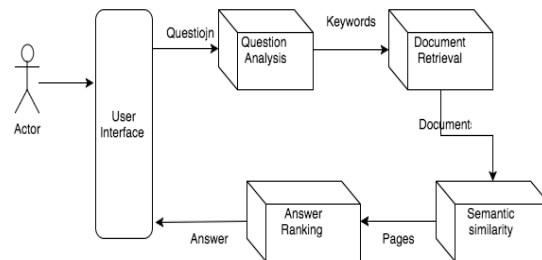 Questiojn
Keywords
Question
Analysis
Document
Retrieval
Actor
User
Interface
Documents
Answer
Ranking
Semantic
similarity
Answer
Pages